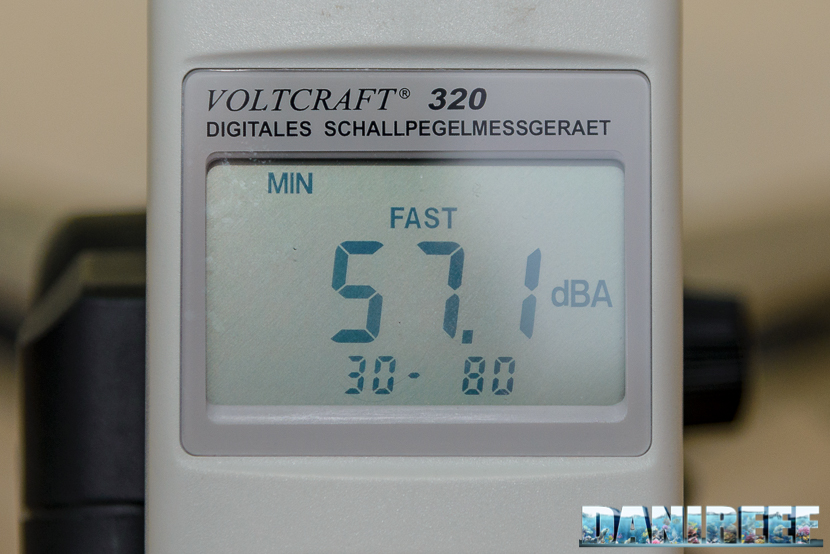 VOLTCRAFT® 320
DIGITALES SCHALLPEGELMESSGERAET
MIN
FAST
57.1 dBA
30 - 80
DANIREEF